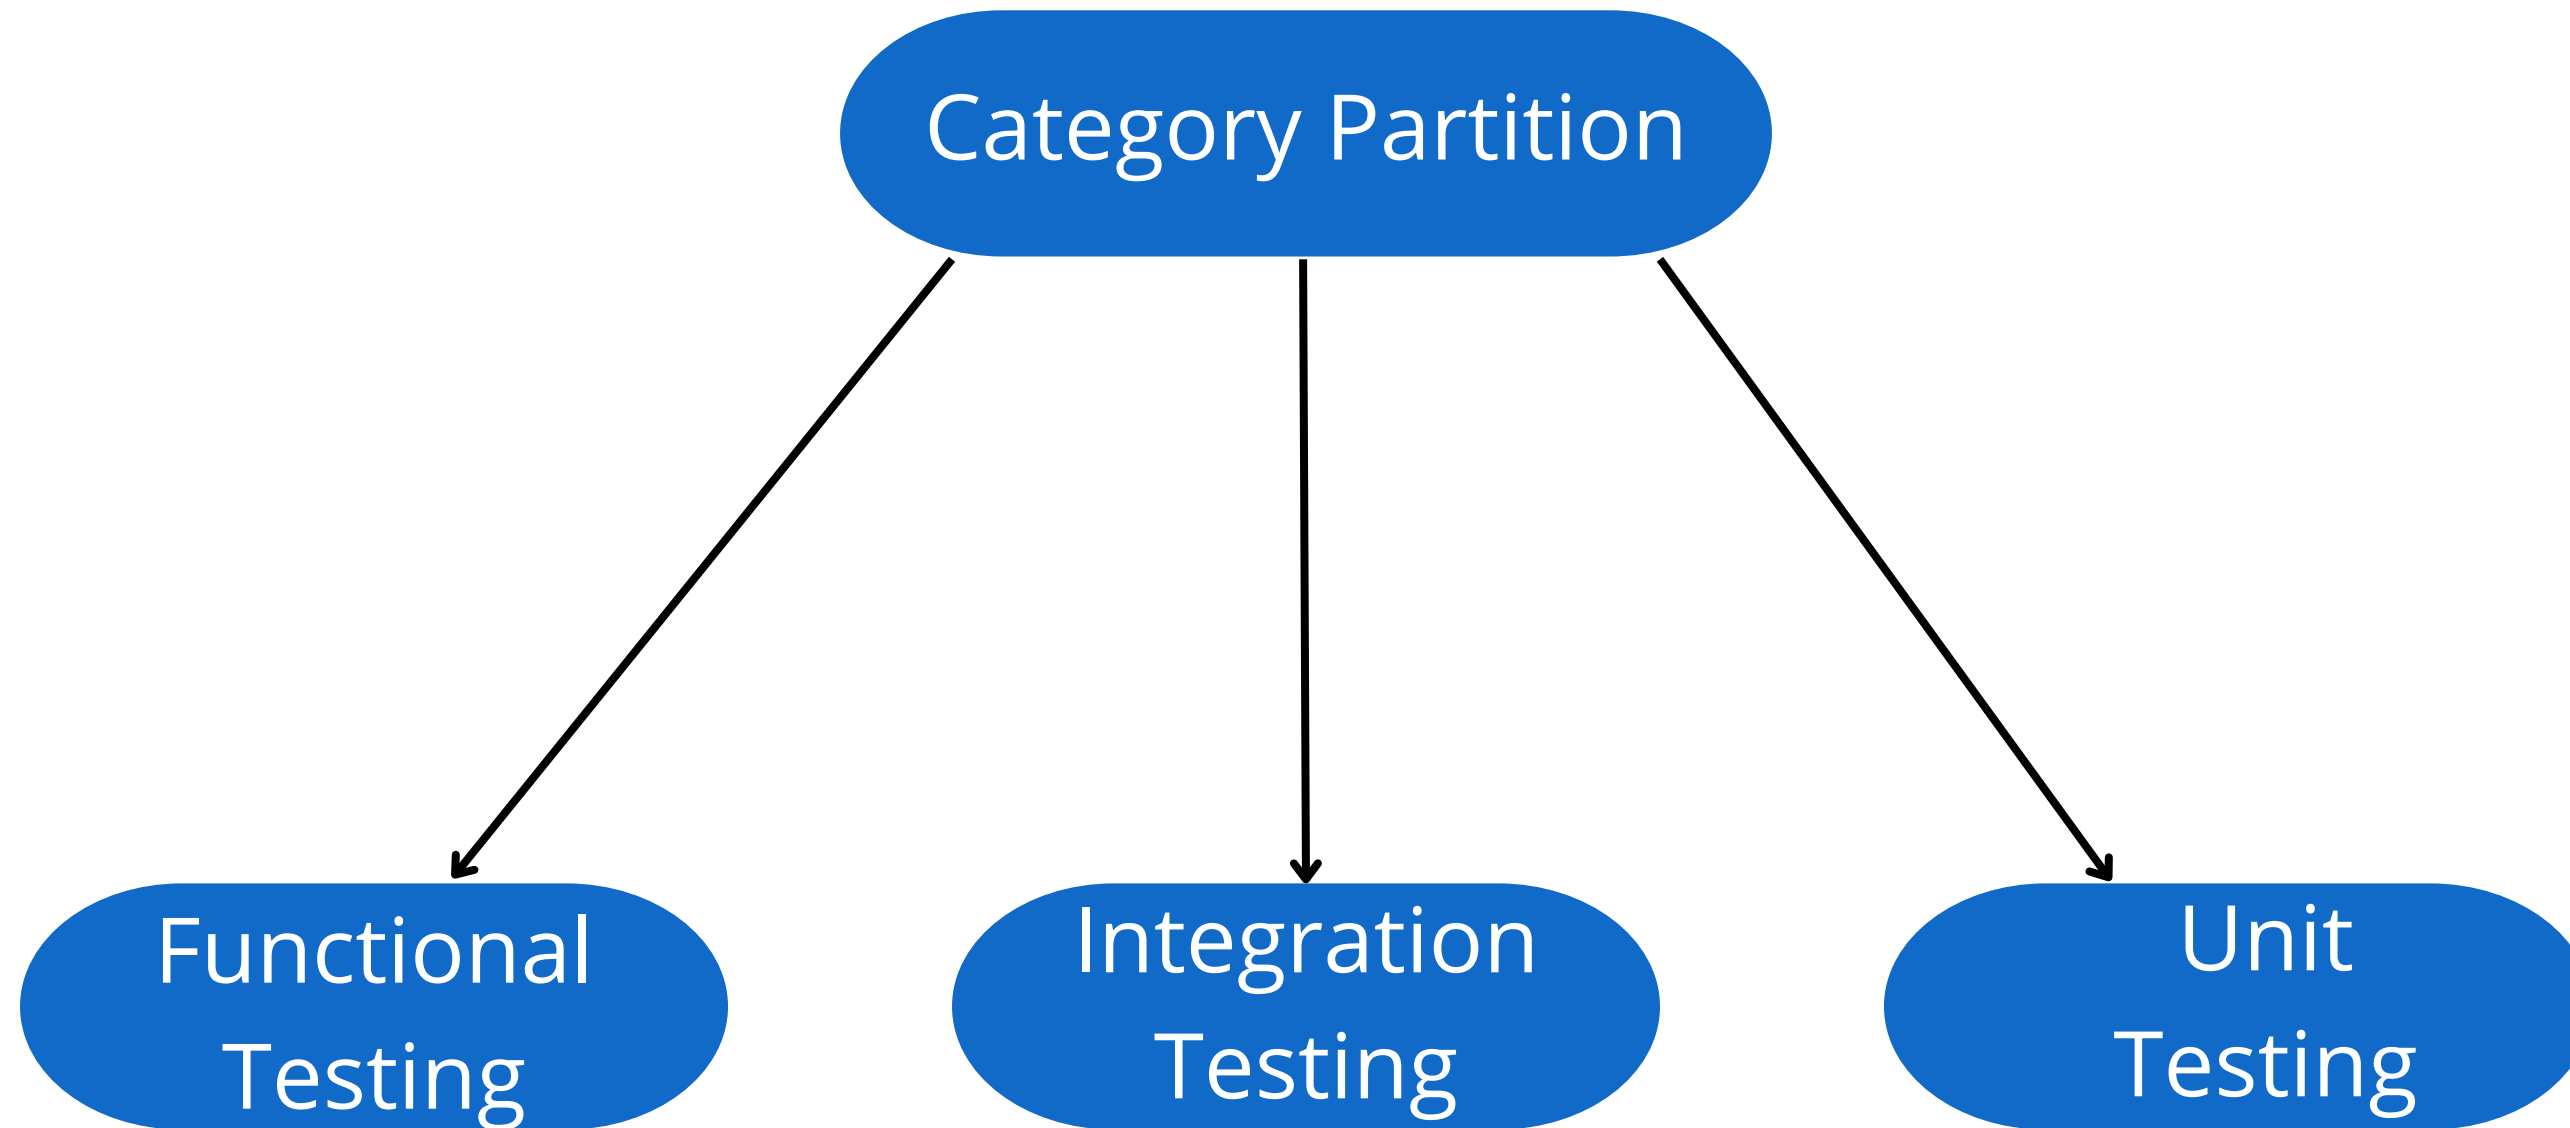 Category Partition
Functional
Testing
Integration
Testing
Unit
Testing